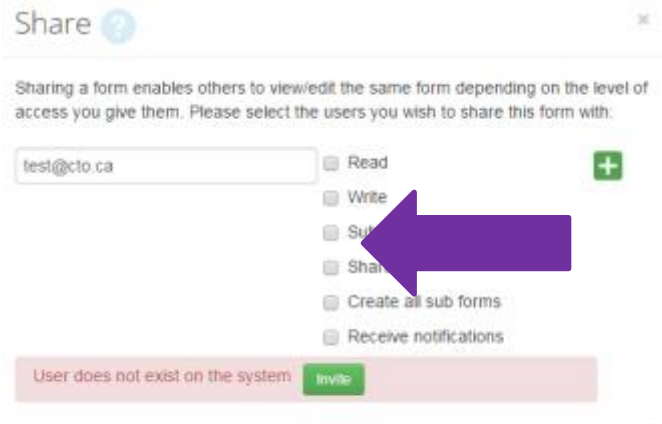 Share ?
Sharing a form enables others to view/edit the same form depending on the level of
access you give them. Please select the users you wish to share this form with:
test@cto.ca
Read
Write
Share
Create all sub forms
Receive notifications
User does not exist on the system Invite